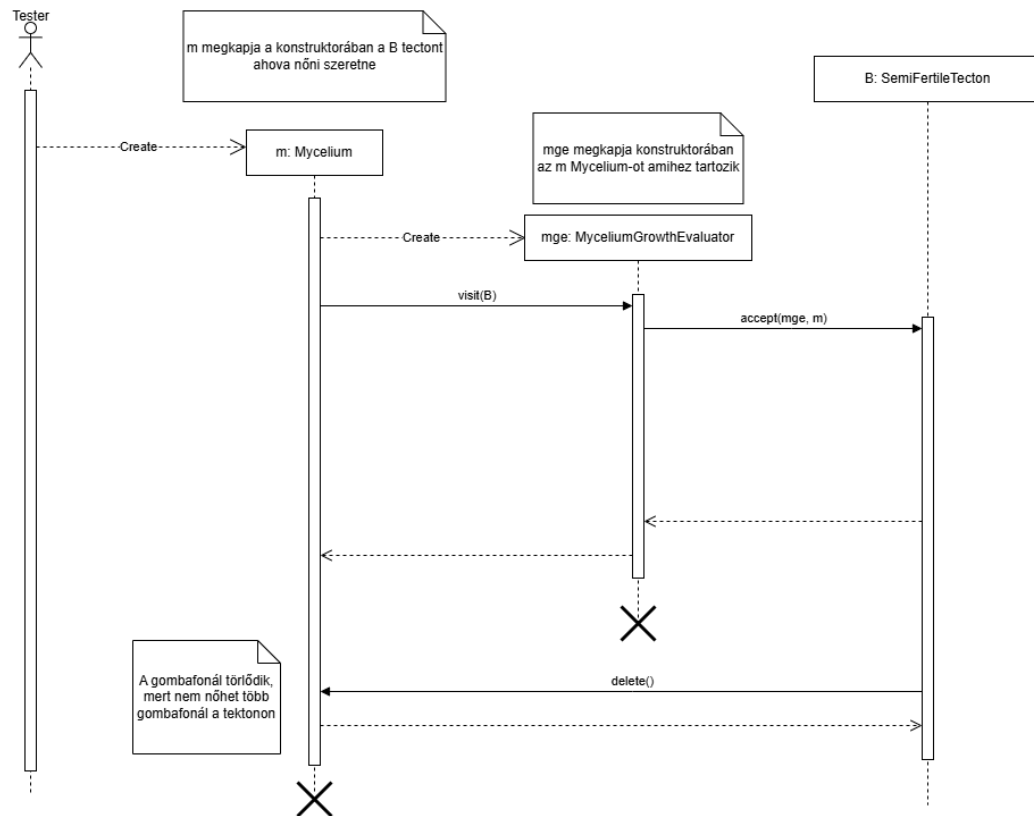 Tester
m megkapja a konstruktorában a B tectont
ahova nőni szeretne
B: SemiFertileTecton
Create
m: Mycelium
mge megkapja konstruktorában
az m Mycelium-ot amihez tartozik
Create
mge: MyceliumGrowthEvaluator
visit(B)
accept(mge, m)
A gombafonál törlődik,
mert nem nőhet több
gombafonál a tektonon
delete()